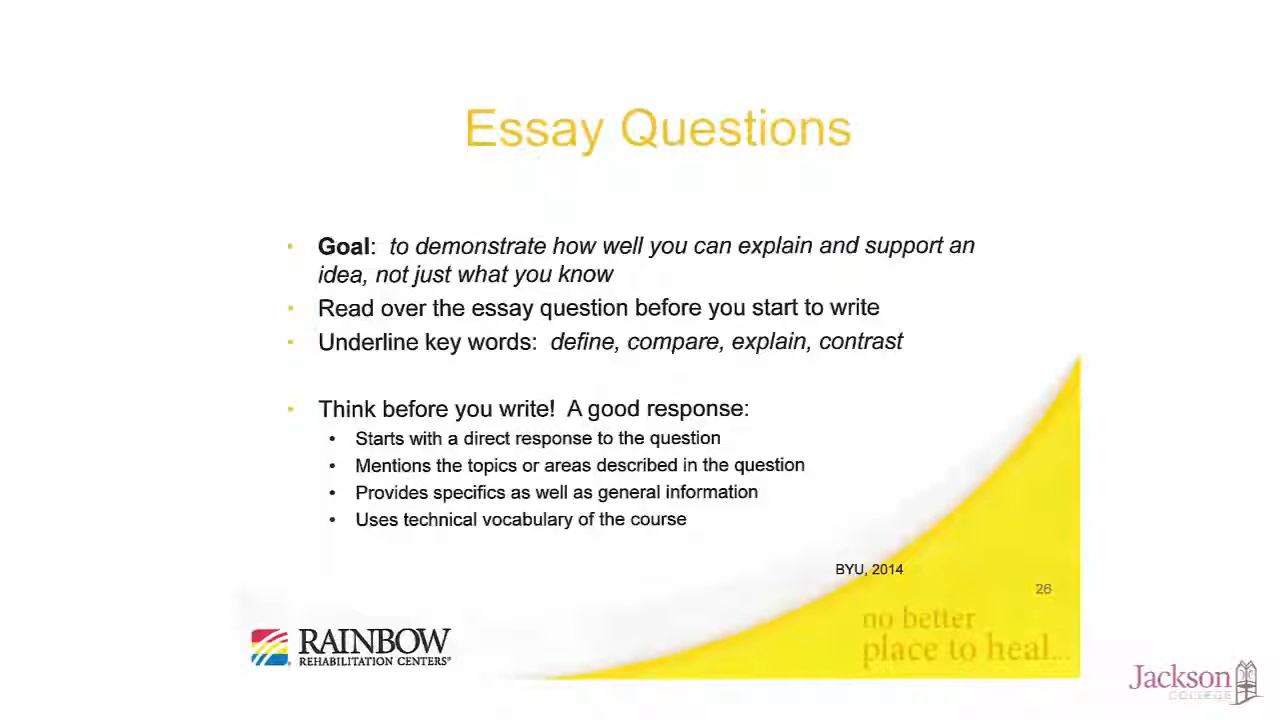 Essay Questions
• Goal: to demonstrate how well you can explain and support an
idea, not just what you know
• Read over the essay question before you start to write
• Underline key words: define, compare, explain, contrast
• Think before you write! A good response:
• Starts with a direct response to the question
• Mentions the topics or areas described in the question
• Provides specifics as well as general information
• Uses technical vocabulary of the course
BYU, 2014
26
no better
place to heal...
RAINBOW
REHABILITATION CENTERS®
Jackson
COLLEGE